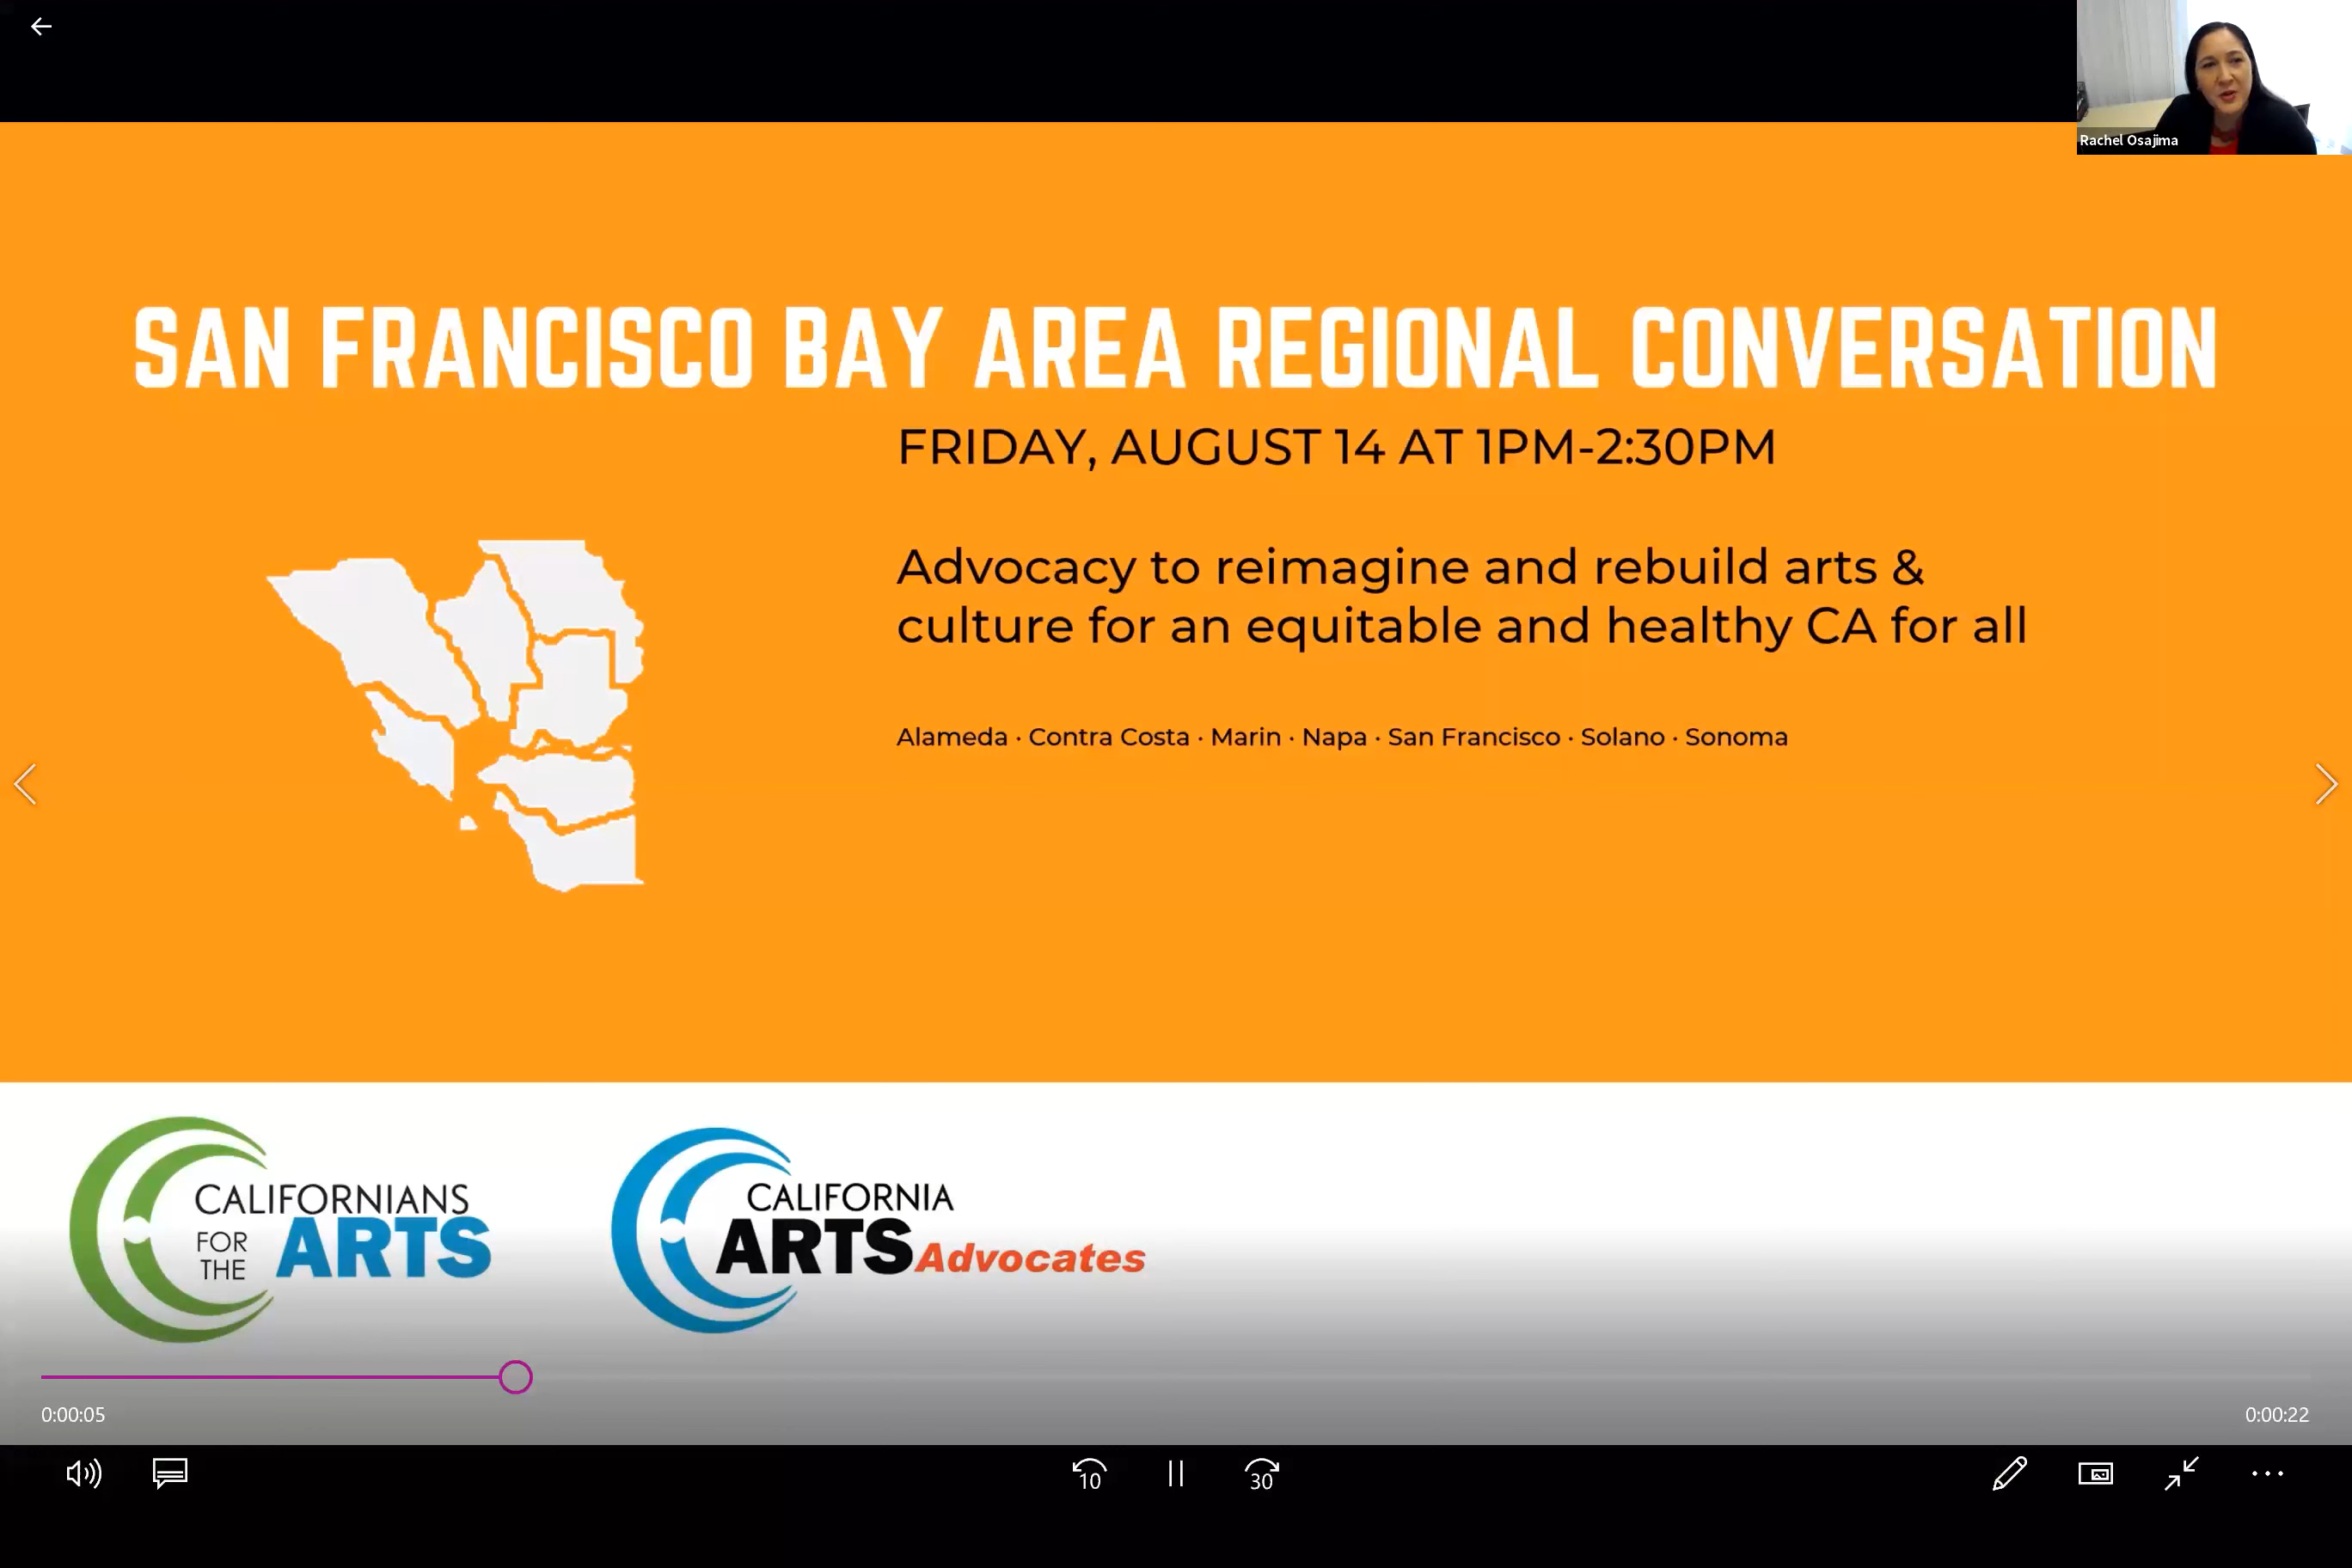 Rachel Osajima
SAN FRANCISCO BAY AREA REGIONAL CONVERSATION
FRIDAY, AUGUST 14 AT 1PM-2:30PM
Advocacy to reimagine and rebuild arts &
culture for an equitable and healthy CA for all
Alameda · Contra Costa · Marin · Napa · San Francisco · Solano · Sonoma
CALIFORNIANS
FOR
THE
ARTS
CALIFORNIA
ARTS Advocates
0:00:05
0:00:22
10
30